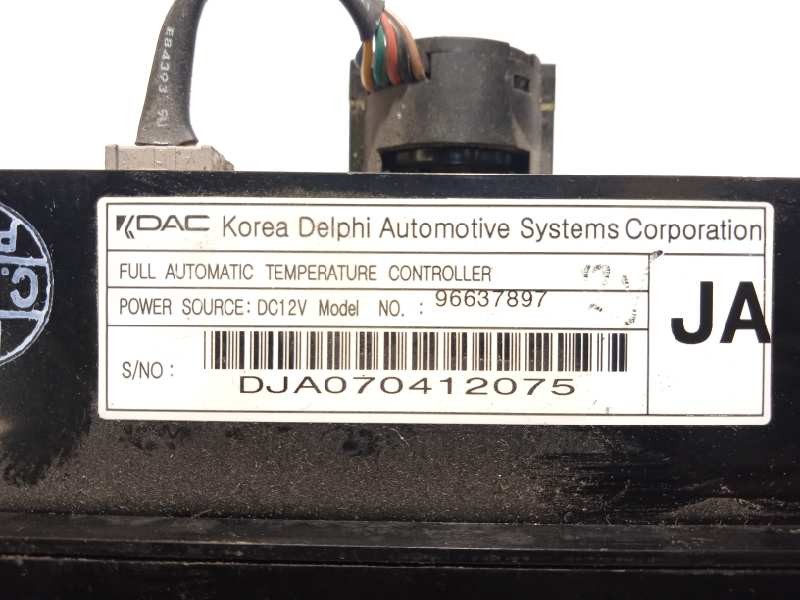 KDAC Korea Delphi Automotive Systems Corporation
FULL AUTOMATIC TEMPERATURE CONTROLLER
POWER SOURCE: DC12V Model NO. : 96637897
JA
S/NO :
DJA070412075